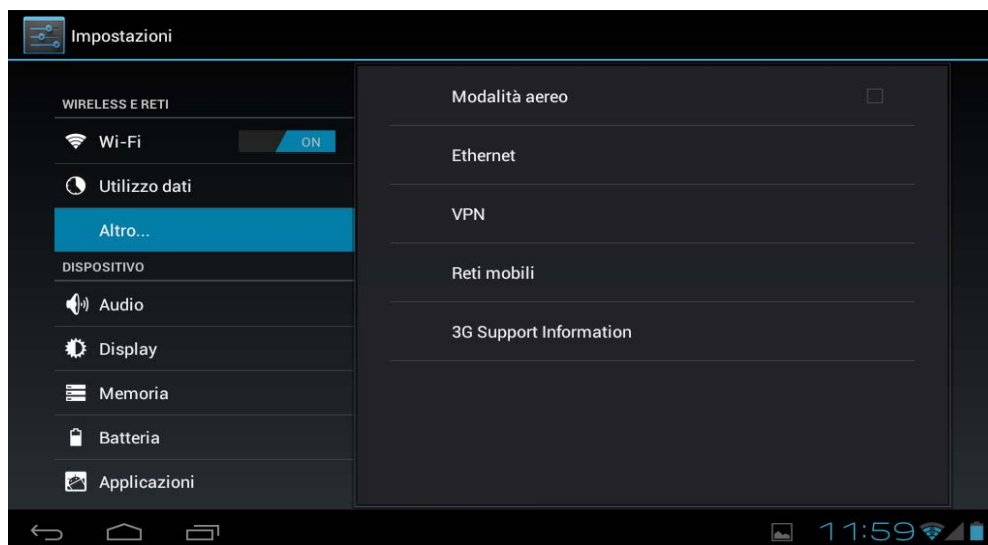 Impostazioni
WIRELESS E RETI
Wi-Fi
ON
Utilizzo dati
Altro...
DISPOSITIVO
Audio
Display
Memoria
Batteria
Applicazioni
Modalità aereo
Ethernet
VPN
Reti mobili
3G Support Information
11:59